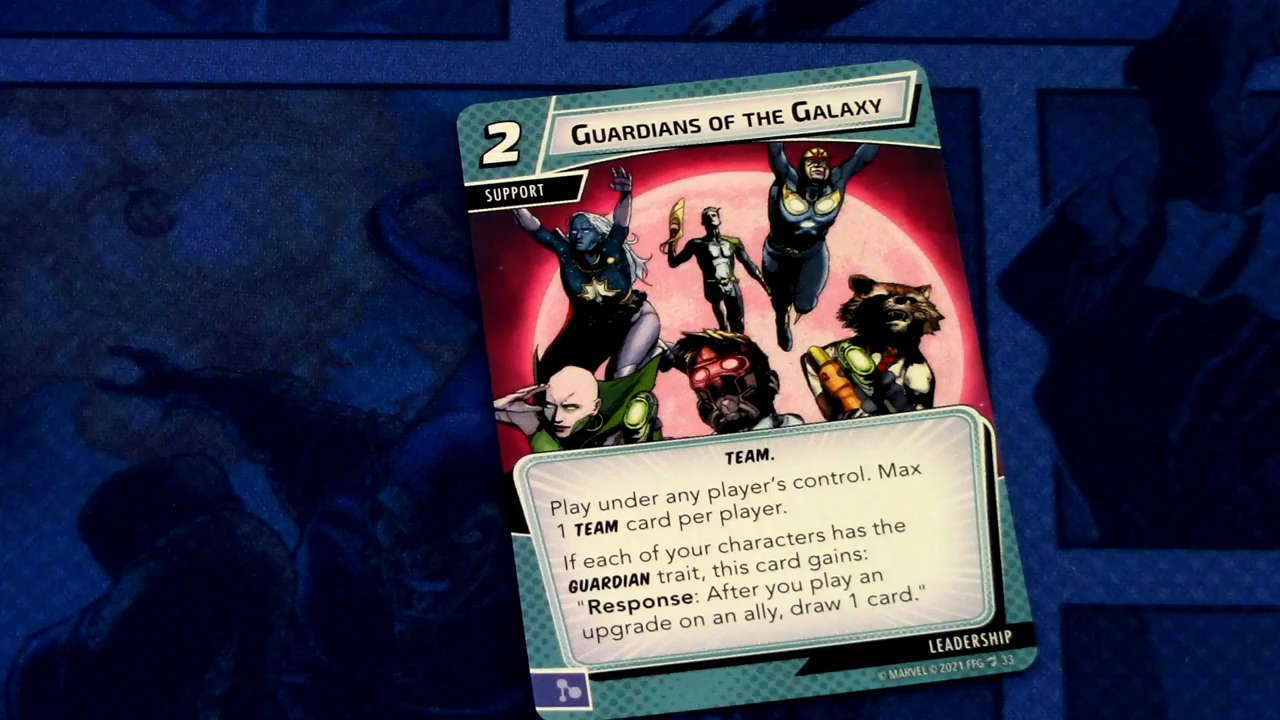 2
GUARDIANS OF THE GALAXY
SUPPORT
TEAM.
Play under any player's control. Max
1 TEAM card per player.
If each of your characters has the
GUARDIAN trait, this card gains:
"Response: After you play an
upgrade on an ally, draw 1 card."
LEADERSHIP
© MARVEL © 2021 FFG 33